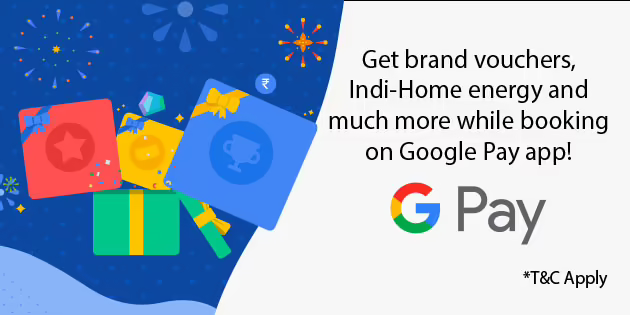 Get brand vouchers,
Indi-Home energy and
much more while booking
on Google Pay app!
G Pay
*T&C Apply
₹